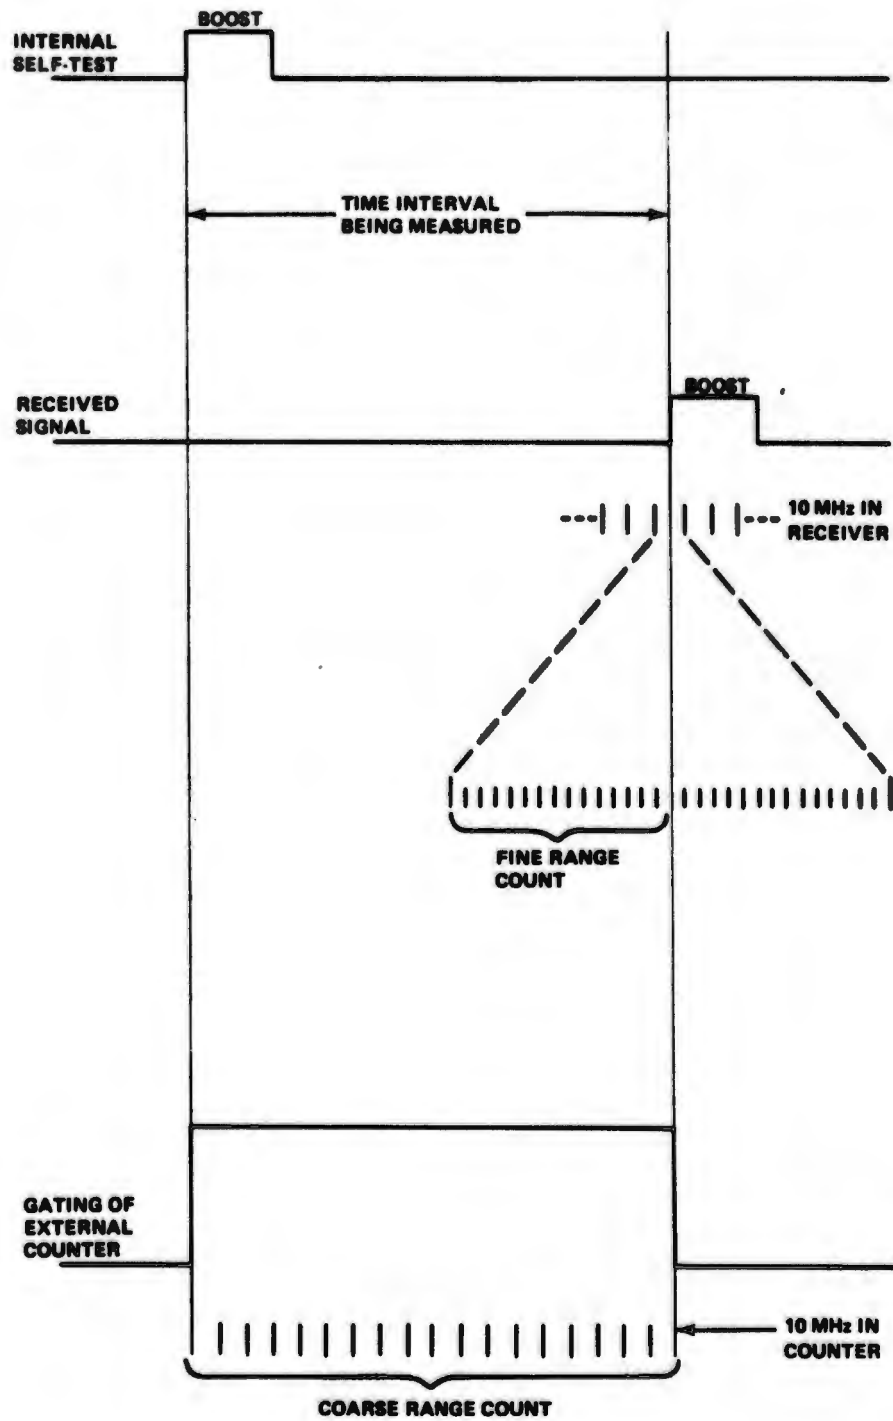 BOOST
INTERNAL
SELF-TEST
TIME INTERVAL
BEING MEASURED
BOOST
RECEIVED
SIGNAL
10 MHz IN
RECEIVER
FINE RANGE
COUNT
GATING OF
EXTERNAL
COUNTER
10 MHz IN
COUNTER
COARSE RANGE COUNT